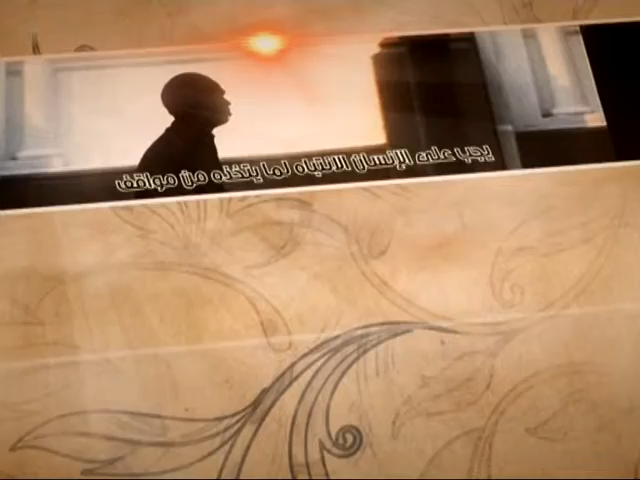 يجب على الإنسان الانتباه لما يتخذه من مواقف